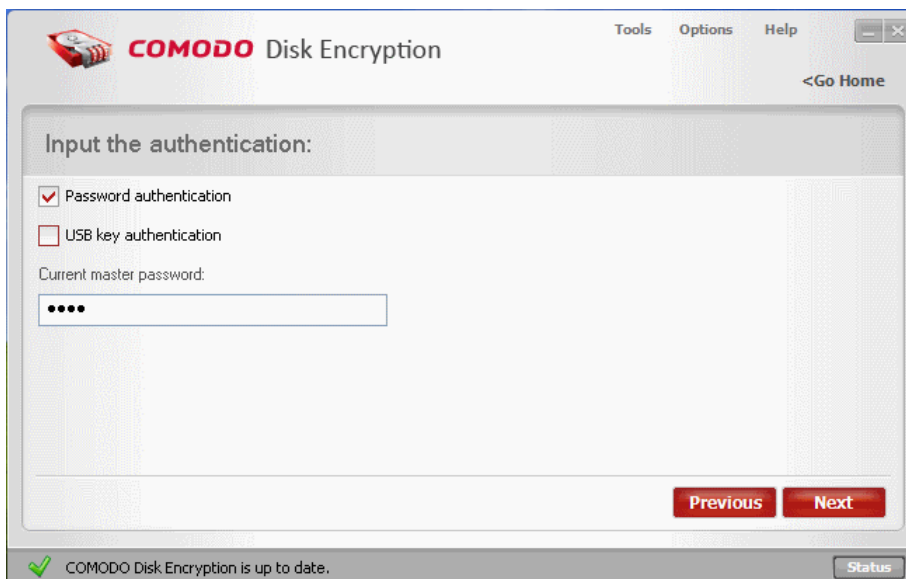 COMODO Disk Encryption
Tools Options Help
<Go Home
Input the authentication:
Password authentication
USB key authentication
Current master password:
••••
Previous Next
COMODO Disk Encryption is up to date.
Status